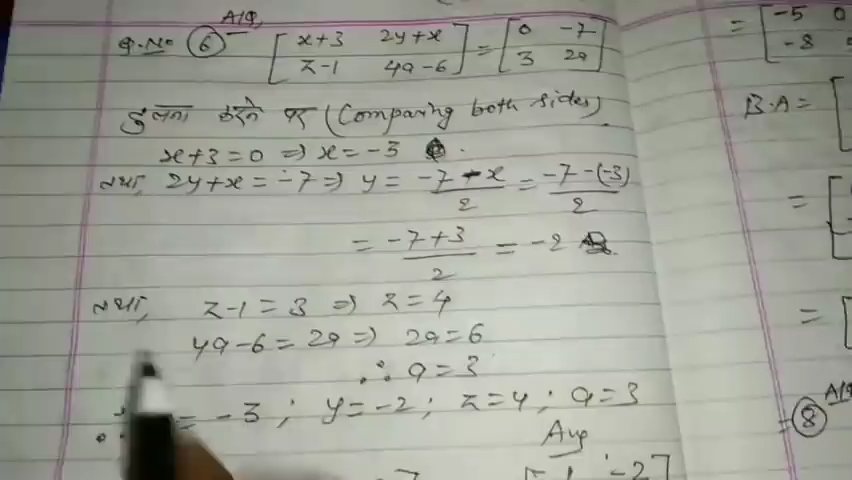 A/Q,
Q.No 6 [x+3 2y+x = [0 -7
z-1 4a-6] 3 2a]
तुलना करने पर (Comparing both sides)
x+3=0 ⇒ x=-3
तथा, 2y+x=-7 ⇒ y= (-7-x)/2 = (-7-(-3))/2
= (-7+3)/2 = -2
तथा, z-1=3 ⇒ z=4
4a-6=2a ⇒ 2a=6
∴ a=3
= -3; y=-2; z=4; a=3
Ans
= [-5 0
-8
B.A= [
= [
= [
A/Q
8